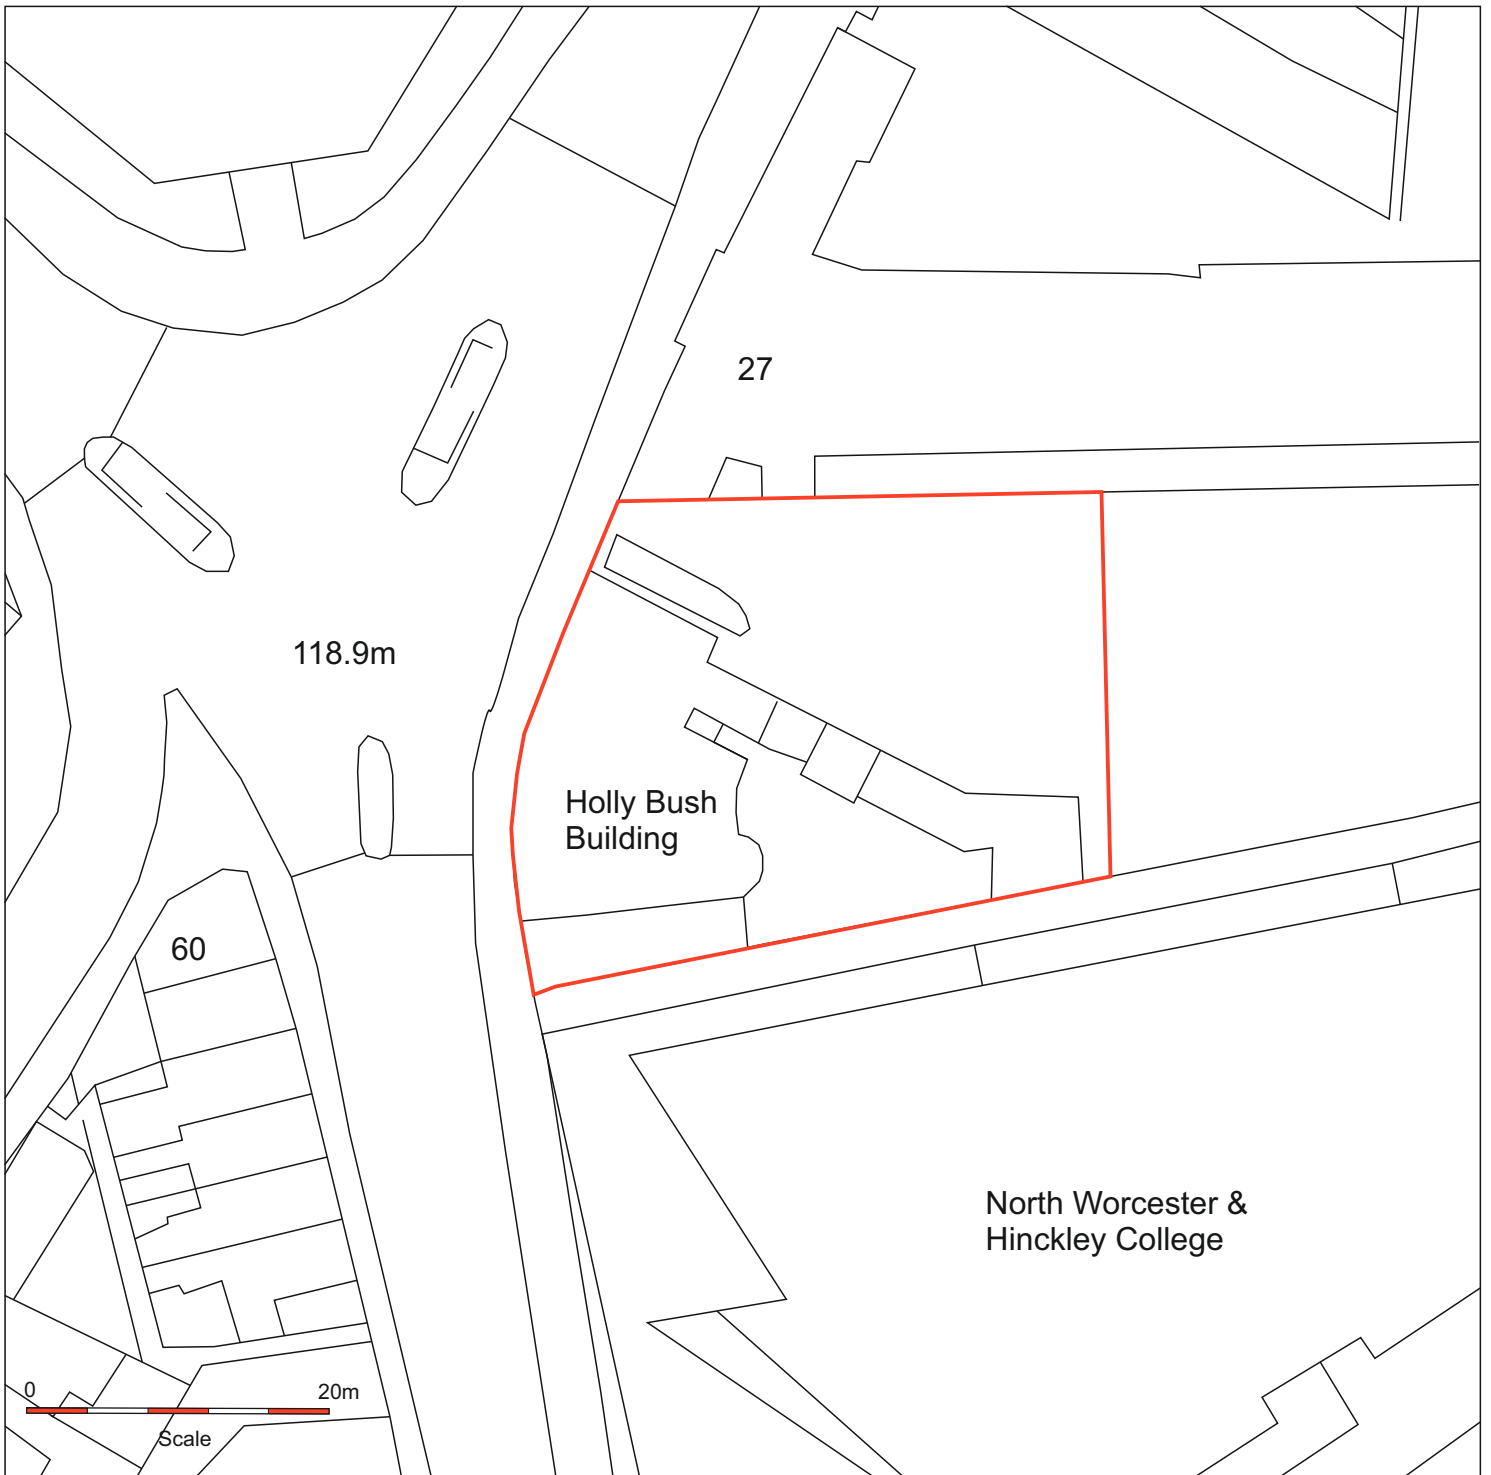 27
118.9m
Holly Bush
Building
60
North Worcester &
Hinckley College
0
20m
Scale